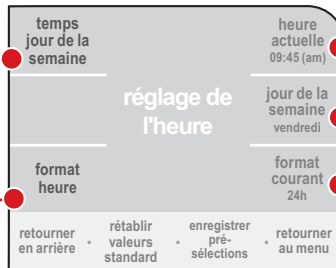 temps
jour de la
semaine
heure
actuelle
09:45 (am)
réglage de
l'heure
jour de la
semaine
vendredi
format
heure
format
courant
24h
retourner
en arrière
rétablir
valeurs
standard
enregistrer
pré-
sélections
retourner
au menu